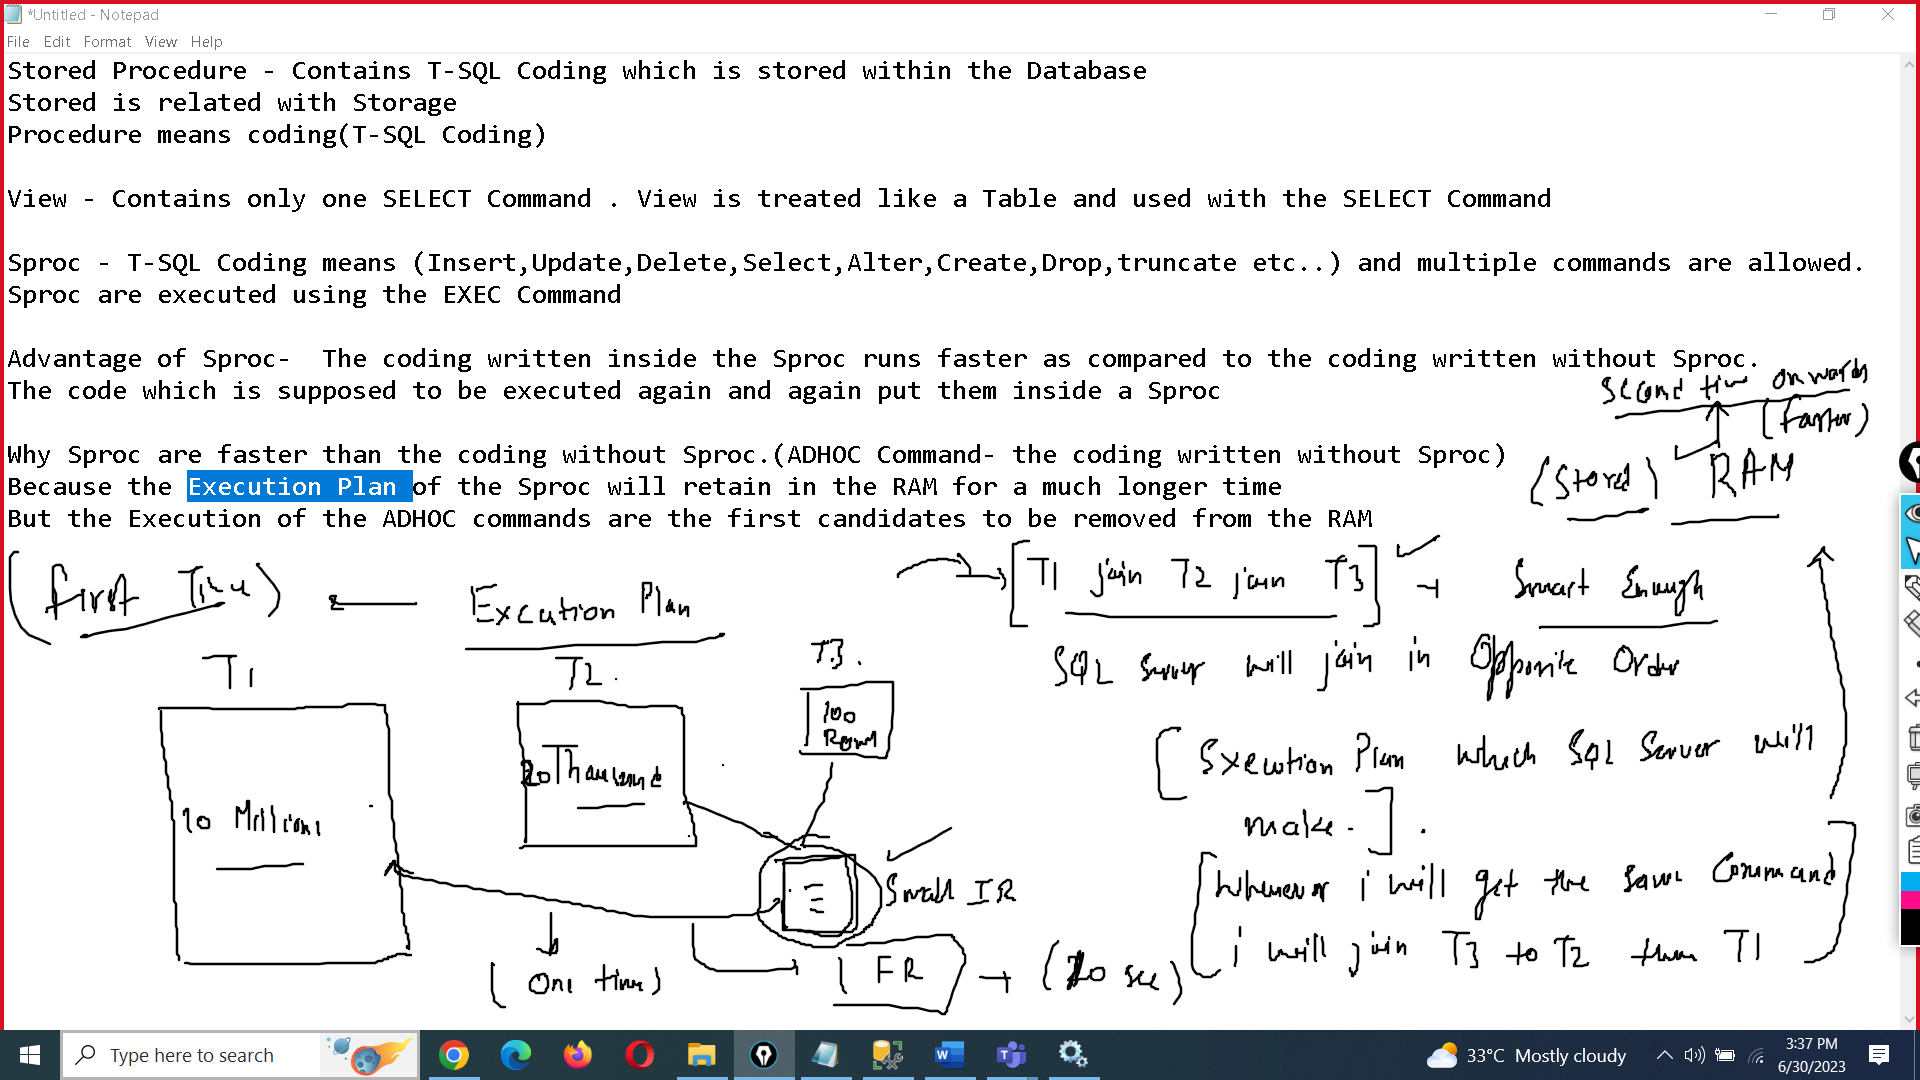 *Untitled - Notepad
File Edit Format View Help
Stored Procedure - Contains T-SQL Coding which is stored within the Database
Stored is related with Storage
Procedure means coding(T-SQL Coding)
View - Contains only one SELECT Command . View is treated like a Table and used with the SELECT Command
Sproc - T-SQL Coding means (Insert,Update,Delete,Select,Alter,Create,Drop,truncate etc..) and multiple commands are allowed.
Sproc are executed using the EXEC Command
Advantage of Sproc-  The coding written inside the Sproc runs faster as compared to the coding written without Sproc.
The code which is supposed to be executed again and again put them inside a Sproc
Second time onwards
(faster)
Why Sproc are faster than the coding without Sproc.(ADHOC Command- the coding written without Sproc)
Because the Execution Plan of the Sproc will retain in the RAM for a much longer time
(Stored) RAM
But the Execution of the ADHOC commands are the first candidates to be removed from the RAM
(first Time) Execution Plan
[T1 join T2 join T3] Smart Enough
T1 T2. T3.
SQL Server will join in Opposite Order
100 Rows
20 Thousand
10 Millions
[Execution Plan which SQL Server will
make.].
Small IR
[whenever i will get the same Command
i will join T3 to T2 then T1]
(One time) FR
Type here to search
33°C Mostly cloudy
3:37 PM
6/30/2023